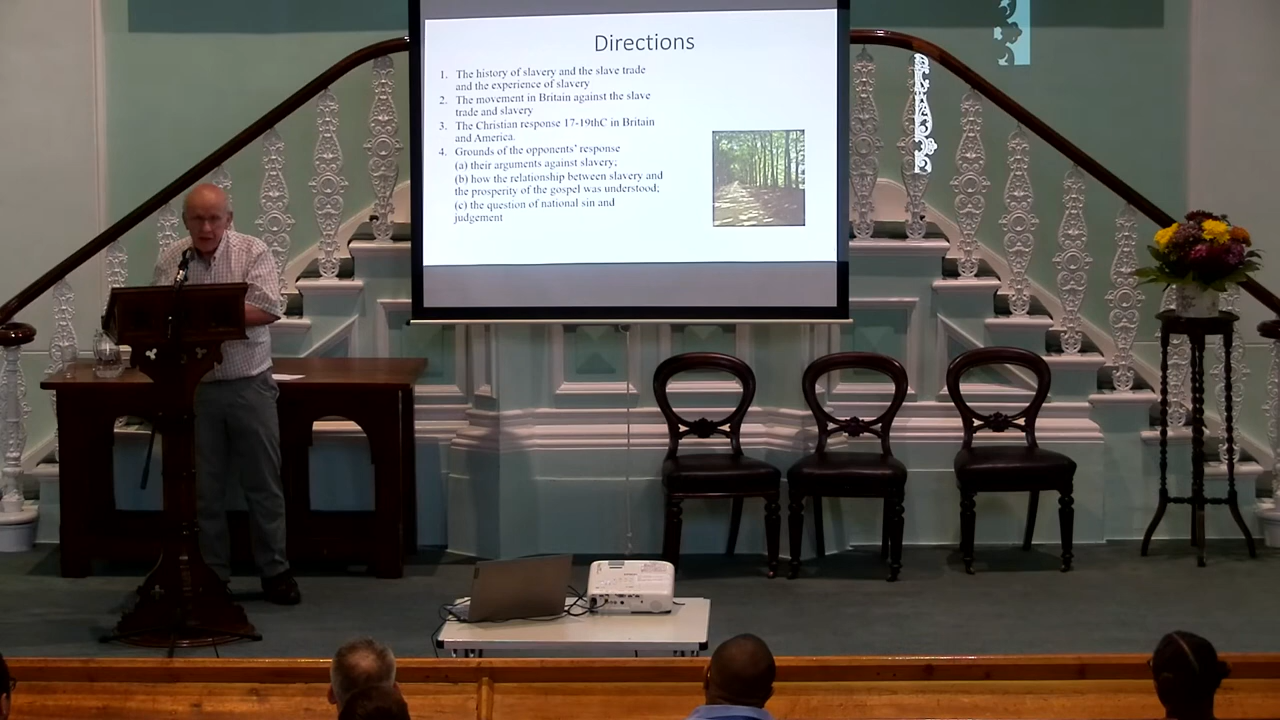 Directions
1. The history of slavery and the slave trade
and the experience of slavery
2. The movement in Britain against the slave
trade and slavery
3. The Christian response 17-19thC in Britain
and America.
4. Grounds of the opponents' response
(a) their arguments against slavery;
(b) how the relationship between slavery and
the prosperity of the gospel was understood;
(c) the question of national sin and
judgement